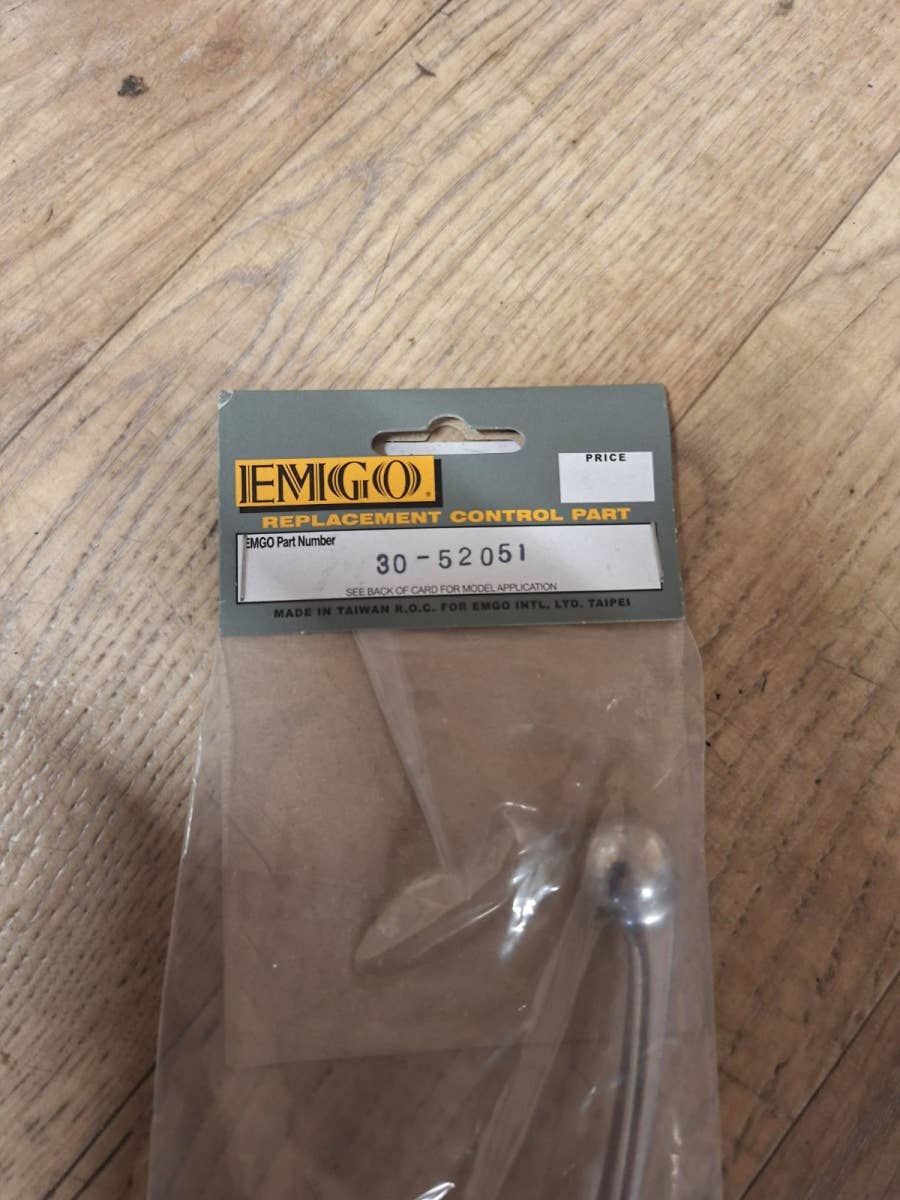 PRICE
EMGO®
REPLACEMENT CONTROL PART
EMGO Part Number
30-52051
SEE BACK OF CARD FOR MODEL APPLICATION
MADE IN TAIWAN R.O.C. FOR EMGO INTL, LTD. TAIPEI